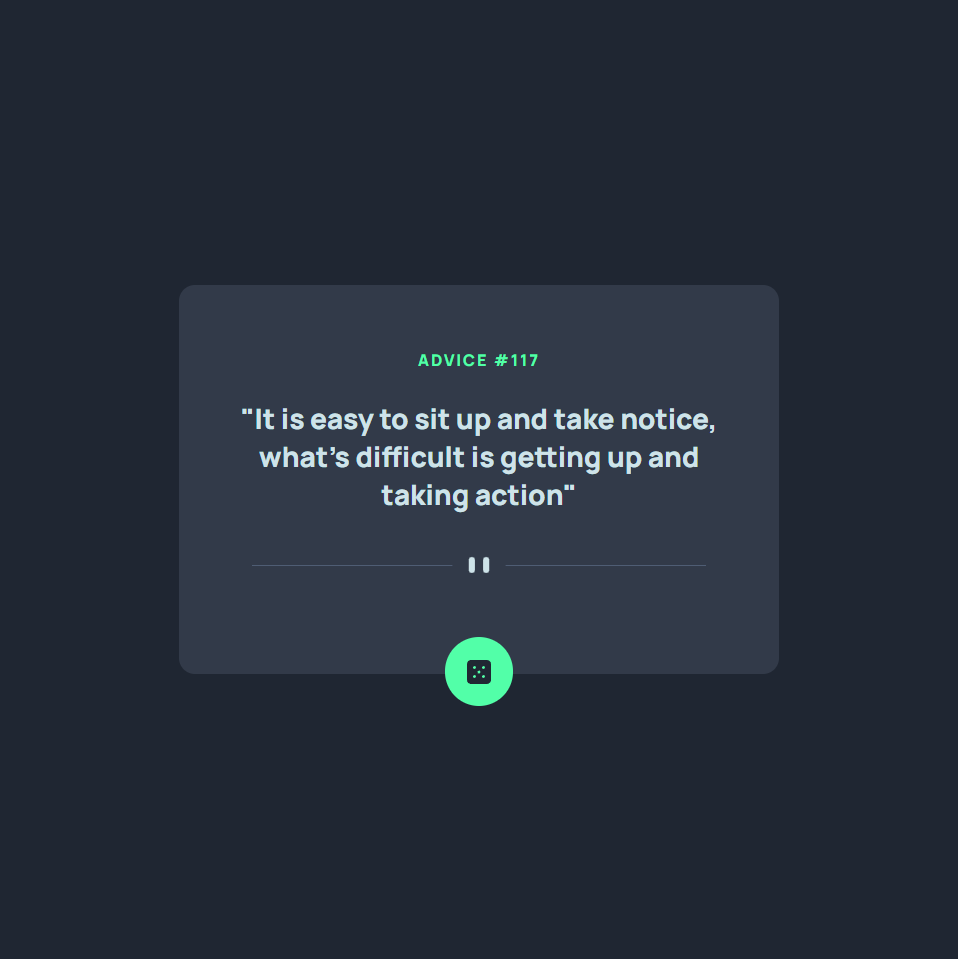 ADVICE #117
"It is easy to sit up and take notice,
what's difficult is getting up and
taking action"